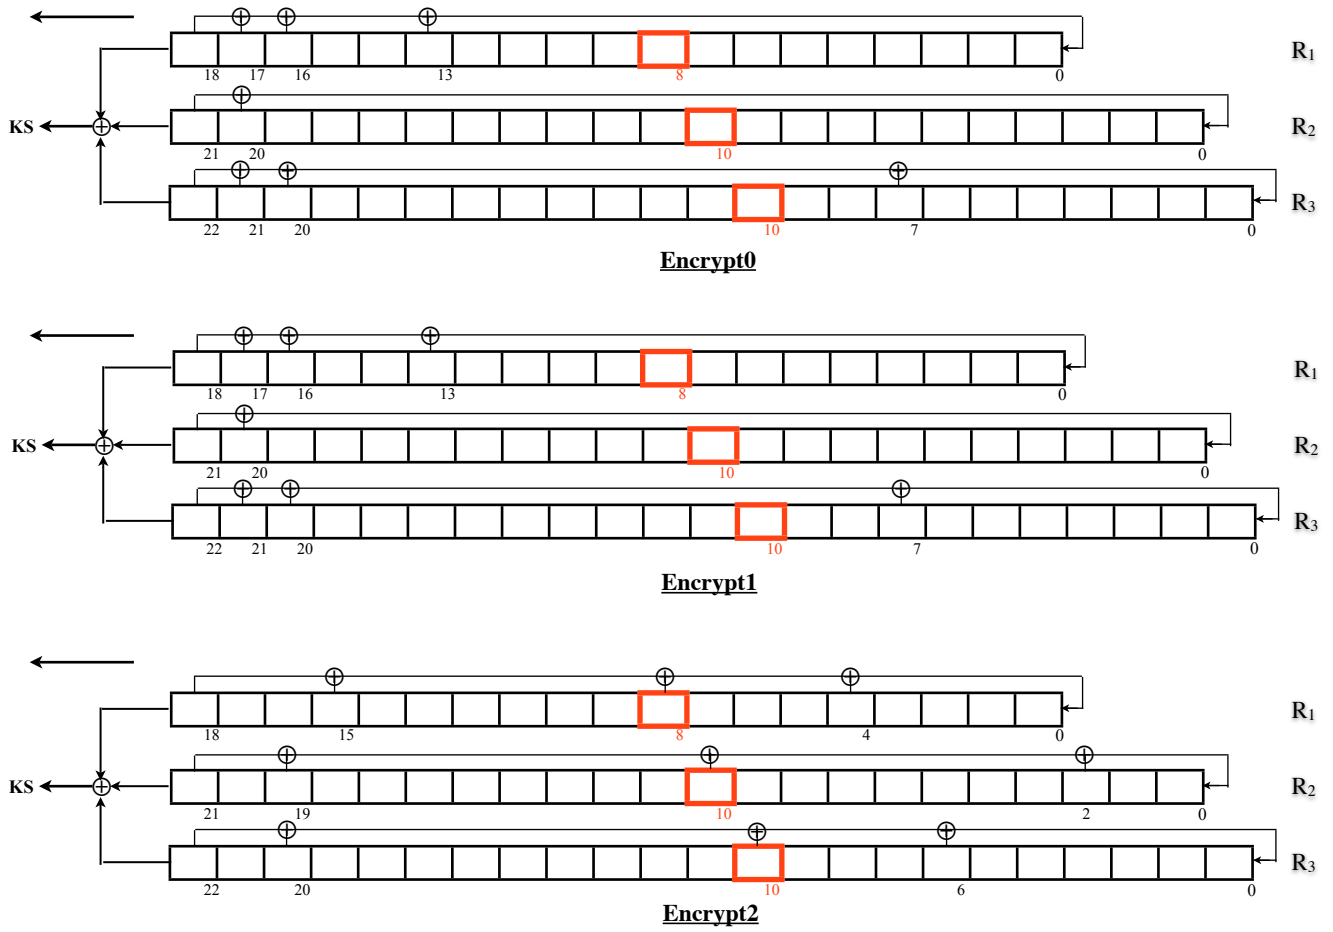 R1
18 17 16 13 8 0
KS
R2
21 20 10 0
R3
22 21 20 10 7 0
Encrypt0
R1
18 17 16 13 8 0
KS
R2
21 20 10 0
R3
22 21 20 10 7 0
Encrypt1
R1
18 15 8 4 0
KS
R2
21 19 10 2 0
R3
22 20 10 6 0
Encrypt2